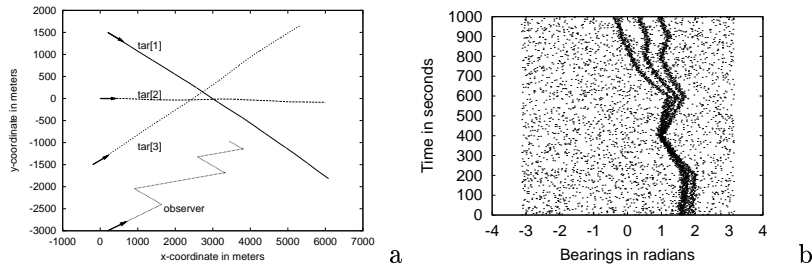 2000
1500
1000
500
0
-500
-1000
-1500
-2000
-2500
-3000
-1000 0 1000 2000 3000 4000 5000 6000 7000
y-coordinate in meters
x-coordinate in meters
tar[1]
tar[2]
tar[3]
observer
a
1000
900
800
700
600
500
400
300
200
100
0
-4 -3 -2 -1 0 1 2 3 4
Time in seconds
Bearings in radians
b